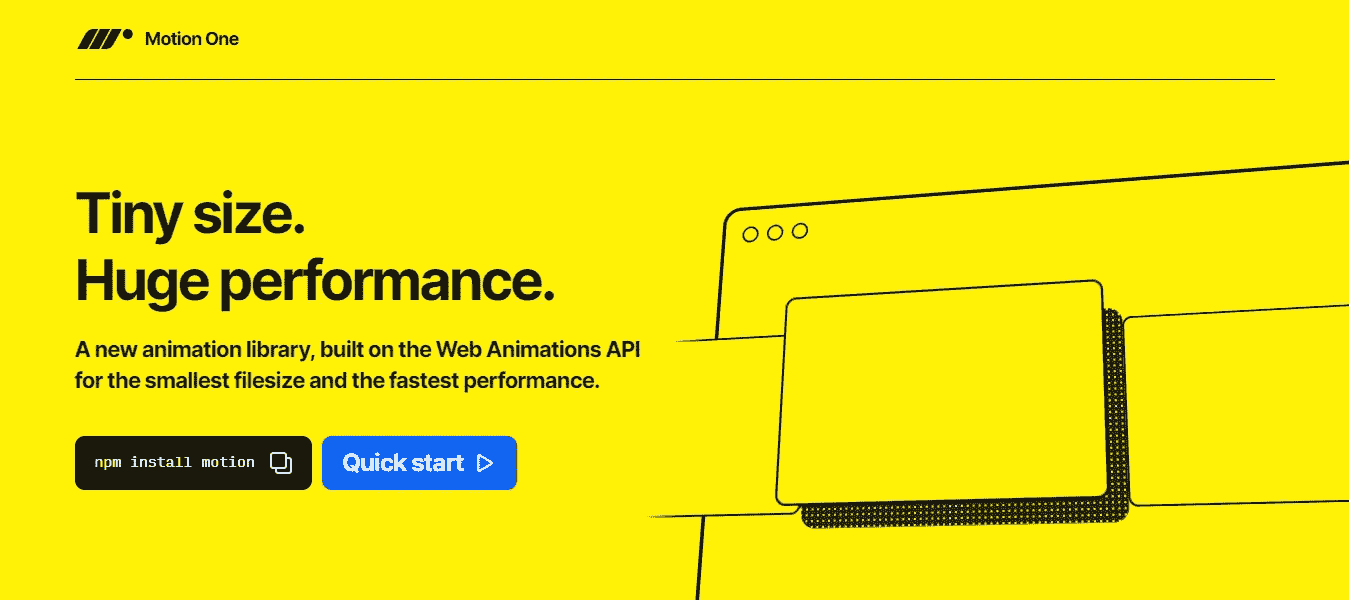 Motion One
Tiny size.
Huge performance.
A new animation library, built on the Web Animations API
for the smallest filesize and the fastest performance.
npm install motion
Quick start